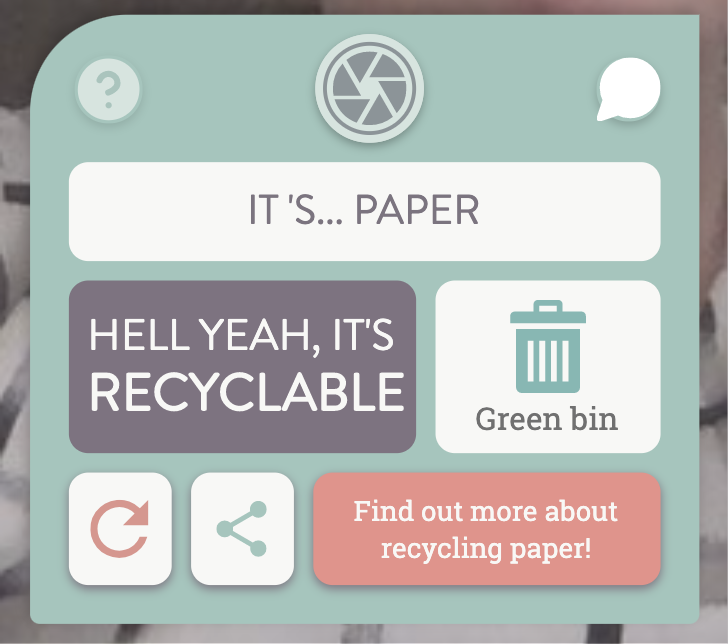 ?
IT 'S... PAPER
HELL YEAH, IT'S
RECYCLABLE
Green bin
Find out more about
recycling paper!